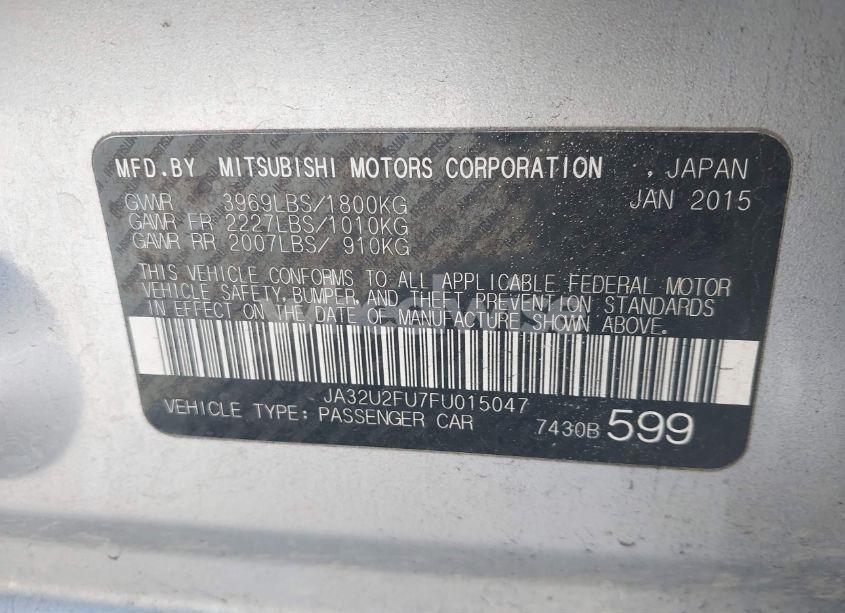 MFD.BY MITSUBISHI MOTORS CORPORATION , JAPAN
GVWR 3969LBS/1800KG JAN 2015
GAWR FR 2227LBS/1010KG
GAWR RR 2007LBS/ 910KG
THIS VEHICLE CONFORMS TO ALL APPLICABLE FEDERAL MOTOR
VEHICLE SAFETY, BUMPER, AND THEFT PREVENTION STANDARDS
IN EFFECT ON THE DATE OF MANUFACTURE SHOWN ABOVE.
JA32U2FU7FU015047
VEHICLE TYPE: PASSENGER CAR 7430B 599